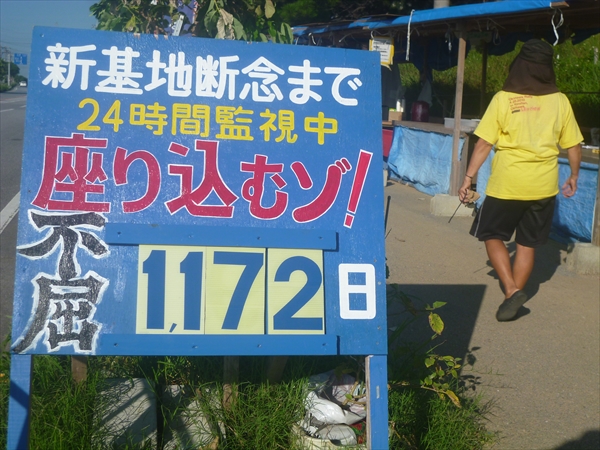 新基地断念まで
24時間監視中
座り込むゾ!
不屈
1,172日